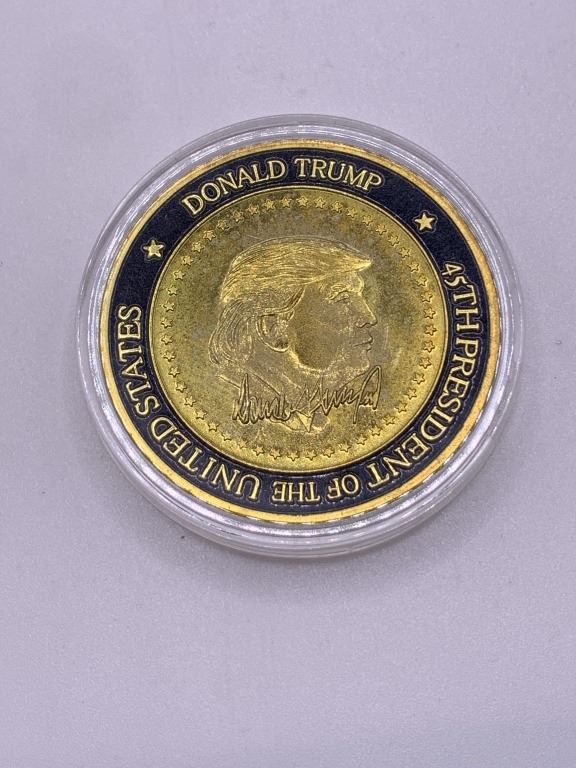 DONALD TRUMP
45TH PRESIDENT OF THE UNITED STATES